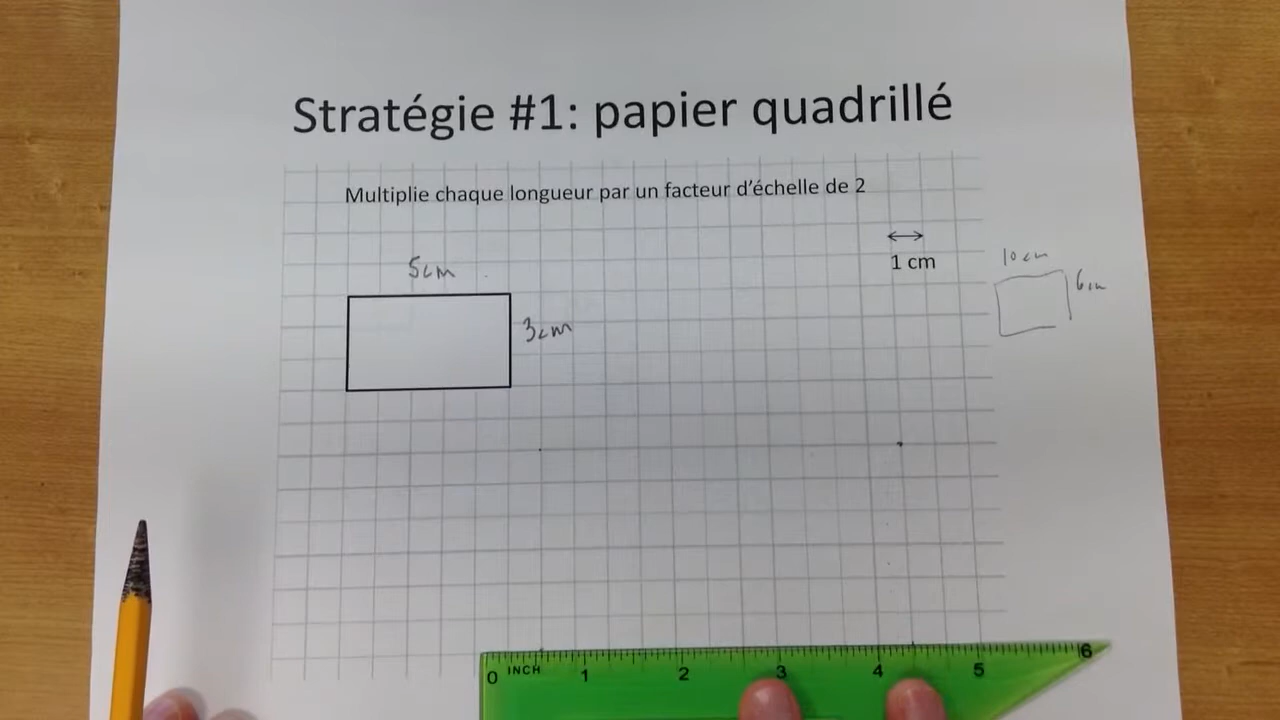 Stratégie #1: papier quadrillé
Multiplie chaque longueur par un facteur d'échelle de 2
1 cm
5cm
3cm
10cm
6cm
0 INCH 1 2 3 4 5 6